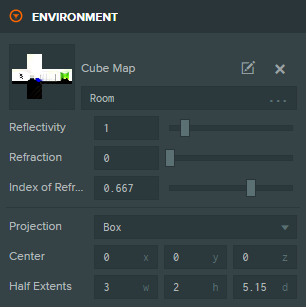 ENVIRONMENT
Cube Map
Room ...
Reflectivity 1
Refraction 0
Index of Refr... 0.667
Projection Box
Center 0 x 0 y 0 z
Half Extents 3 w 2 h 5.15 d